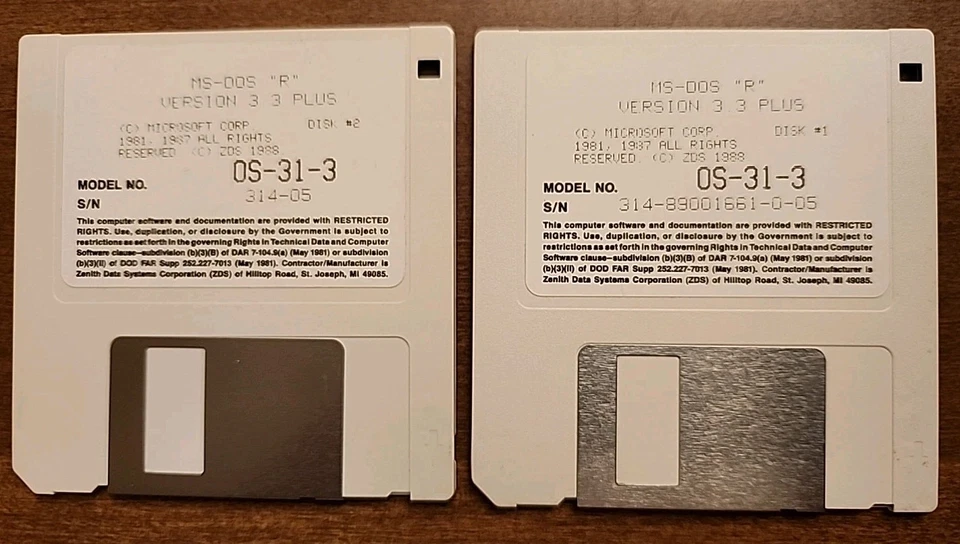 MS-DOS "R"
VERSION 3.3 PLUS
(C) MICROSOFT CORP DISK #2
1981, 1987 ALL RIGHTS
RESERVED. (C) ZDS 1988
OS-31-3
MODEL NO.
314-05
S/N
This computer software and documentation are provided with RESTRICTED
RIGHTS. Use, duplication, or disclosure by the Government is subject to
restrictions as set forth in the governing Rights in Technical Data and Computer
Software clause—subdivision (b)(3)(B) of DAR 7-104.9(a) (May 1981) or subdivision
(b)(3)(ii) of DOD FAR Supp 252.227-7013 (May 1981). Contractor/Manufacturer is
Zenith Data Systems Corporation (ZDS) of Hilltop Road, St. Joseph, MI 49085.
MS-DOS "R"
VERSION 3.3 PLUS
(C) MICROSOFT CORP. DISK #1
1981, 1987 ALL RIGHTS
RESERVED. (C) ZDS 1988
MODEL NO. OS-31-3
S/N 314-89001661-0-05
This computer software and documentation are provided with RESTRICTED
RIGHTS. Use, duplication, or disclosure by the Government is subject to
restrictions as set forth in the governing Rights in Technical Data and Computer
Software clause—subdivision (b)(3)(B) of DAR 7-104.9(a) (May 1981) or subdivision
(b)(3)(ii) of DOD FAR Supp 252.227-7013 (May 1981). Contractor/Manufacturer is
Zenith Data Systems Corporation (ZDS) of Hilltop Road, St. Joseph, MI 49085.